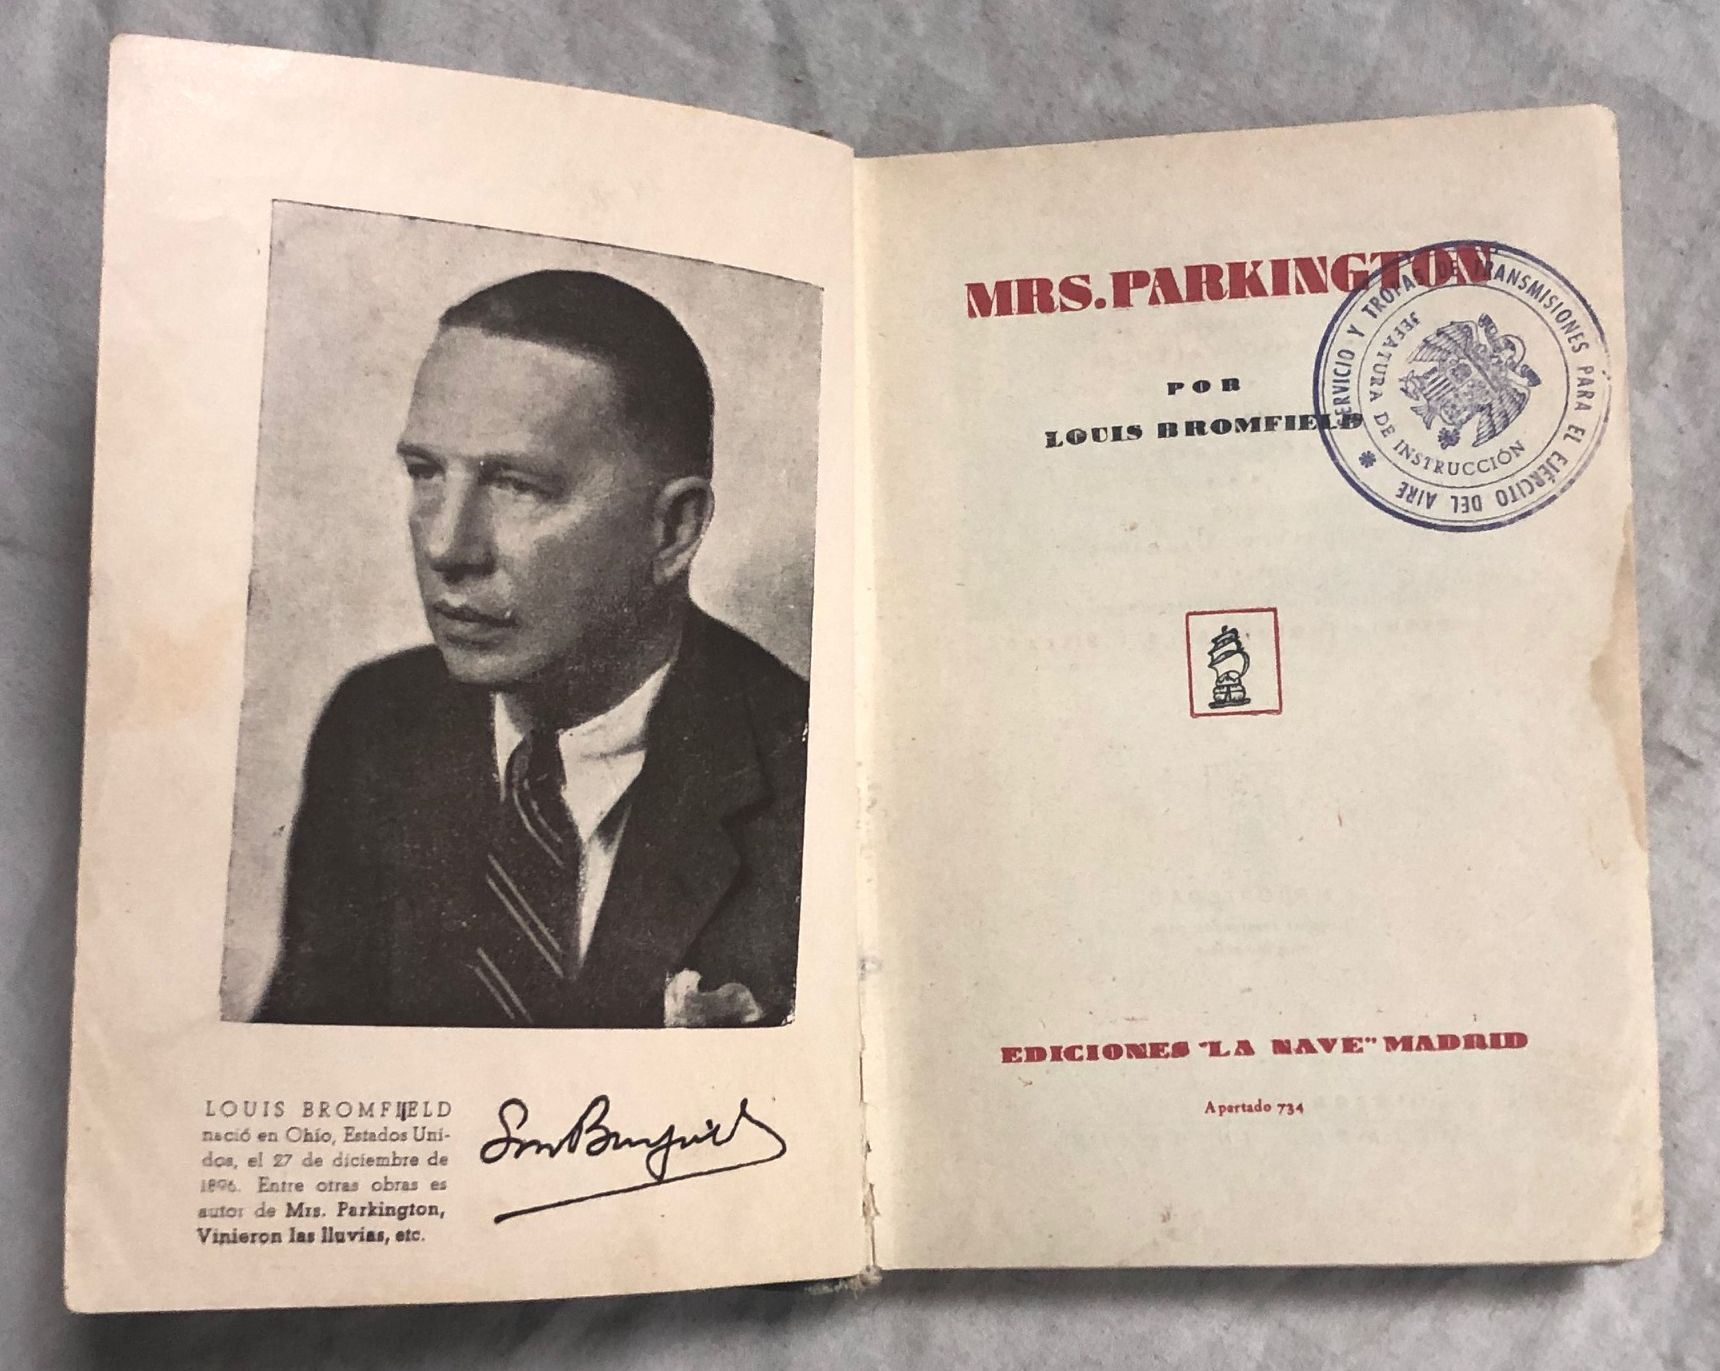 LOUIS BROMFIELD
nació en Ohío, Estados Uni-
dos, el 27 de diciembre de
1896. Entre otras obras es
autor de Mrs. Parkington,
Vinieron las lluvias, etc.
MRS. PARKINGTON
POR
LOUIS BROMFIELD
SERVICIO Y TROPAS DE TRANSMISIONES PARA EL EJÉRCITO DEL AIRE
JEFATURA DE INSTRUCCIÓN
EDICIONES "LA NAVE" MADRID
Apartado 734